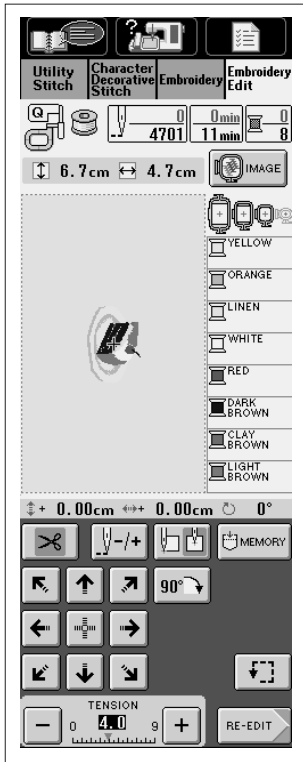 Utility Stitch
Character Decorative Stitch
Embroidery
Embroidery Edit
Q
0
4701
0min
11min
0
8
6.7cm
4.7cm
IMAGE
YELLOW
ORANGE
LINEN
WHITE
RED
DARK BROWN
CLAY BROWN
LIGHT BROWN
+ 0.00cm
+ 0.00cm
0°
-/+
MEMORY
90°
TENSION
0 4.0 9
− +
RE-EDIT